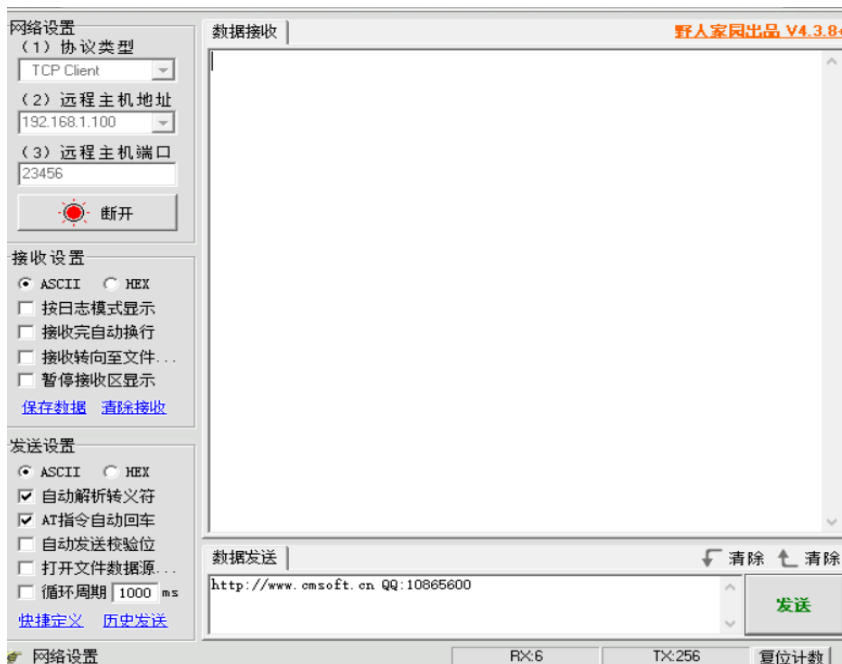 网络设置
（1）协议类型
TCP Client
（2）远程主机地址
192.168.1.100
（3）远程主机端口
23456
断开
接收设置
ASCII HEX
按日志模式显示
接收完自动换行
接收转向至文件...
暂停接收区显示
保存数据 清除接收
发送设置
ASCII HEX
自动解析转义符
AT指令自动回车
自动发送校验位
打开文件数据源...
循环周期 1000 ms
快捷定义 历史发送
数据接收 野人家园出品 V4.3.8
数据发送 清除 清除
http://www.cmsoft.cn QQ:10865600
发送
网络设置 RX:6 TX:256 复位计数